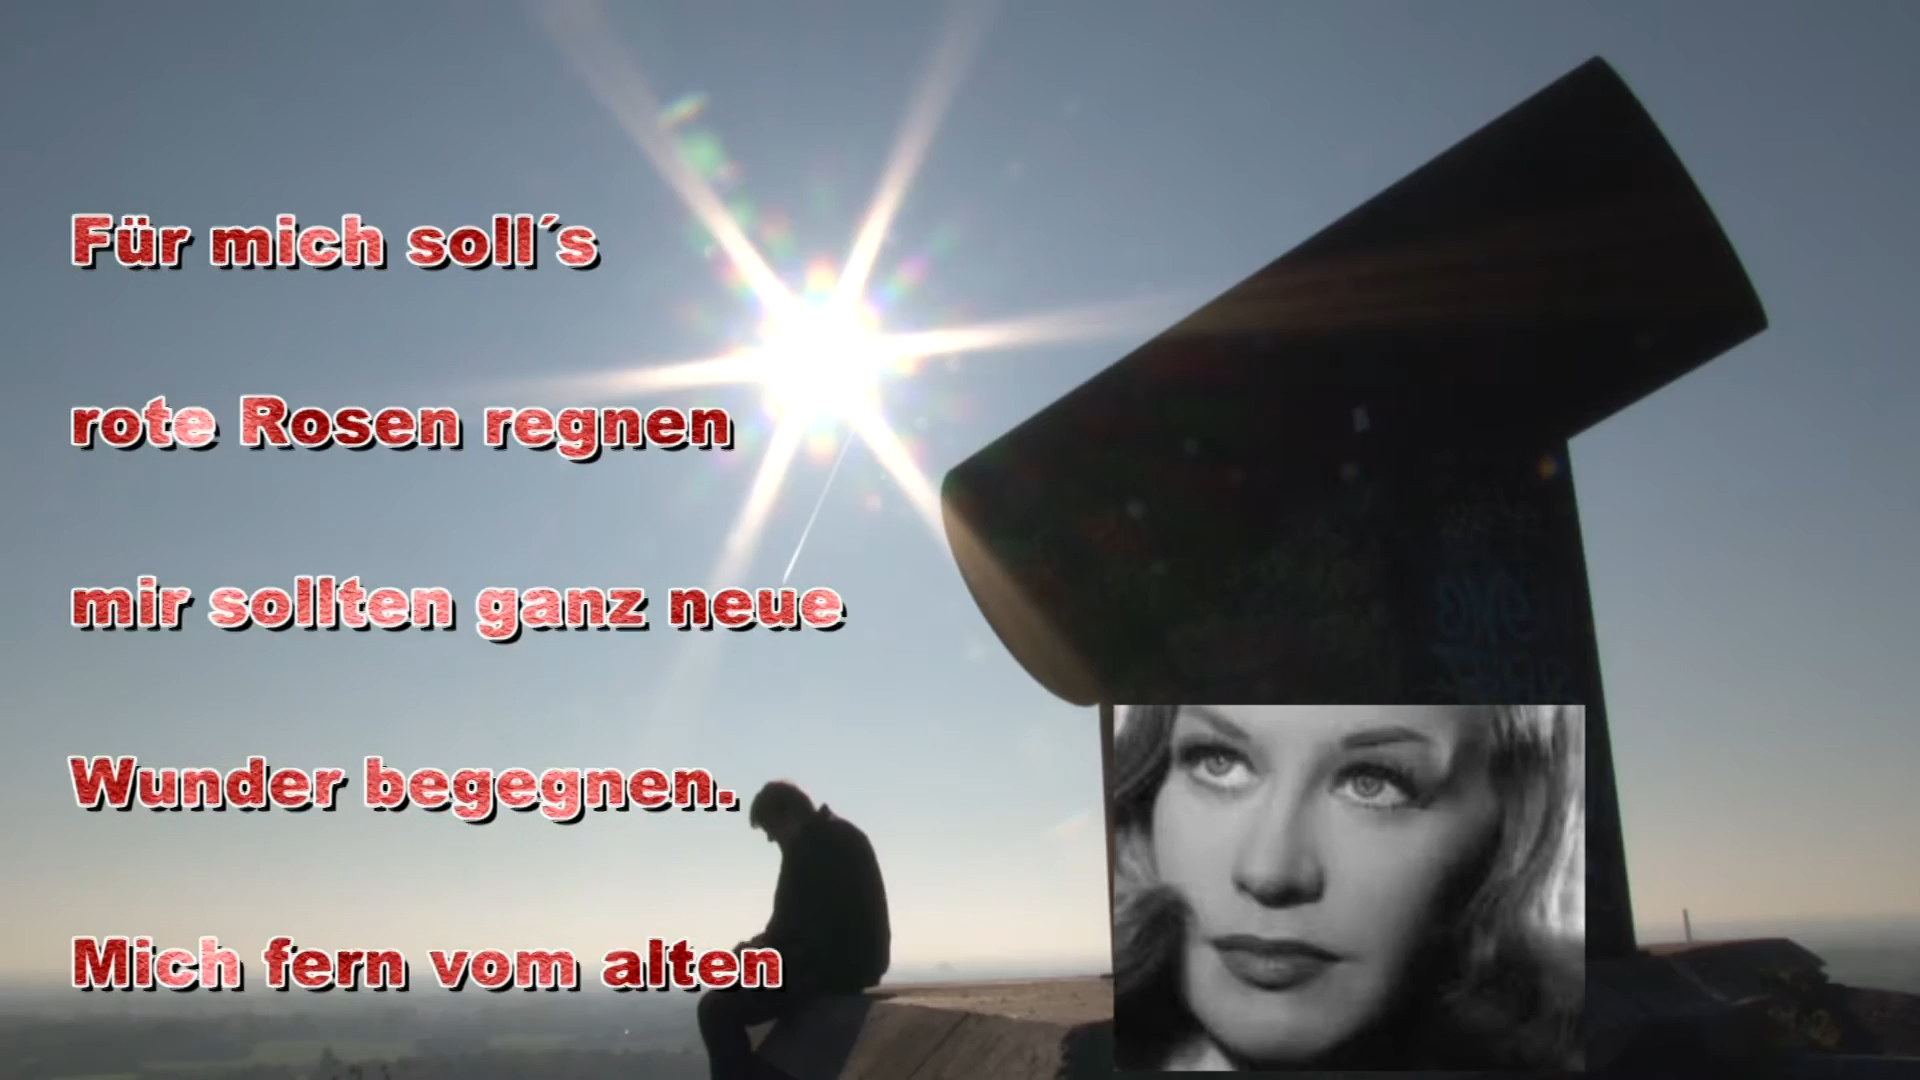 Für mich soll´s
rote Rosen regnen
mir sollten ganz neue
Wunder begegnen.
Mich fern vom alten